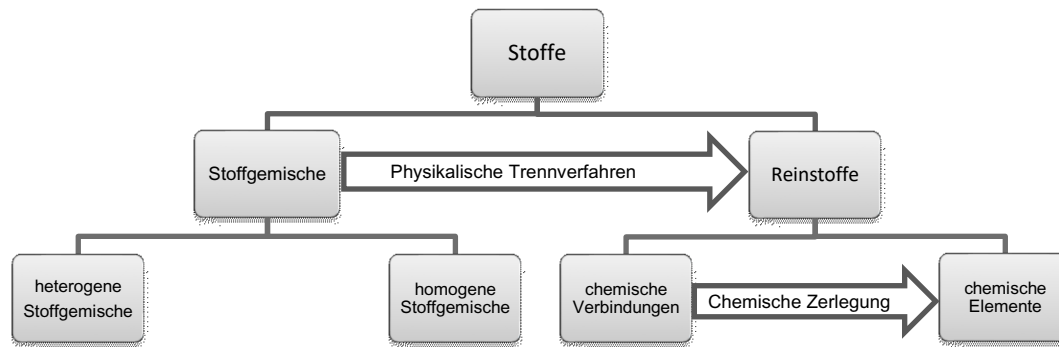 Stoffe
Stoffgemische
Physikalische Trennverfahren
Reinstoffe
heterogene
Stoffgemische
homogene
Stoffgemische
chemische
Verbindungen
Chemische Zerlegung
chemische
Elemente